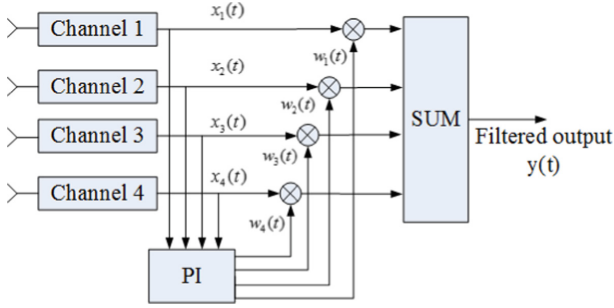 Channel 1
x₁(t)
w₁(t)
Channel 2
x₂(t)
w₂(t)
Channel 3
x₃(t)
w₃(t)
Channel 4
x₄(t)
w₄(t)
SUM
Filtered output
y(t)
PI